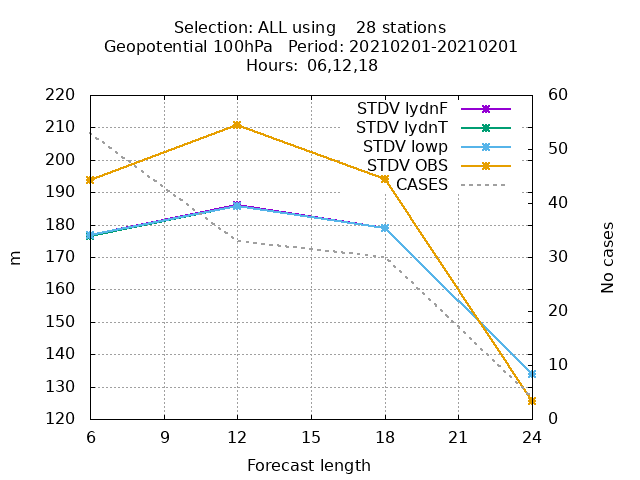 Selection: ALL using    28 stations
Geopotential 100hPa   Period: 20210201-20210201
Hours:  06,12,18
STDV lydnF
STDV lydnT
STDV lowp
STDV OBS
CASES
220
210
200
190
180
170
160
150
140
130
120
m
60
50
40
30
20
10
0
No cases
6 9 12 15 18 21 24
Forecast length